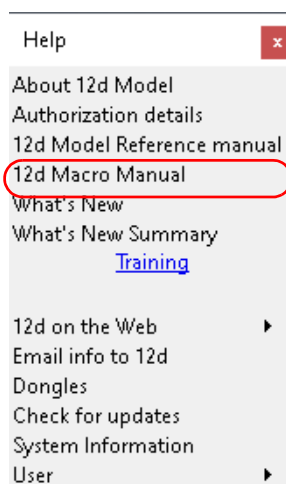 Help x
About 12d Model
Authorization details
12d Model Reference manual
12d Macro Manual
What's New
What's New Summary
Training
12d on the Web
Email info to 12d
Dongles
Check for updates
System Information
User